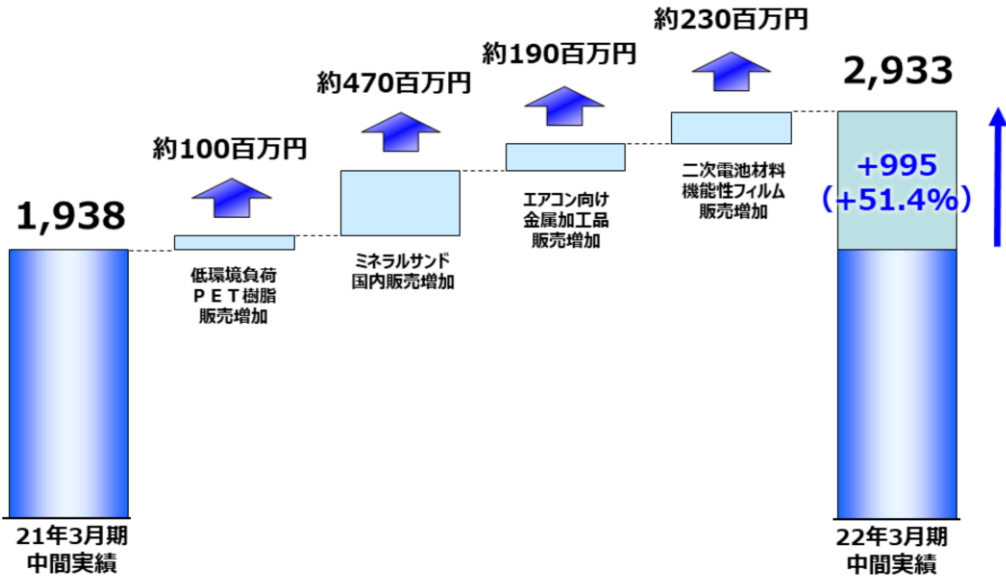 約100百万円
約470百万円
約190百万円
約230百万円
1,938
2,933
+995
(+51.4%)
低環境負荷
ＰＥＴ樹脂
販売増加
ミネラルサンド
国内販売増加
エアコン向け
金属加工品
販売増加
二次電池材料
機能性フィルム
販売増加
21年3月期
中間実績
22年3月期
中間実績